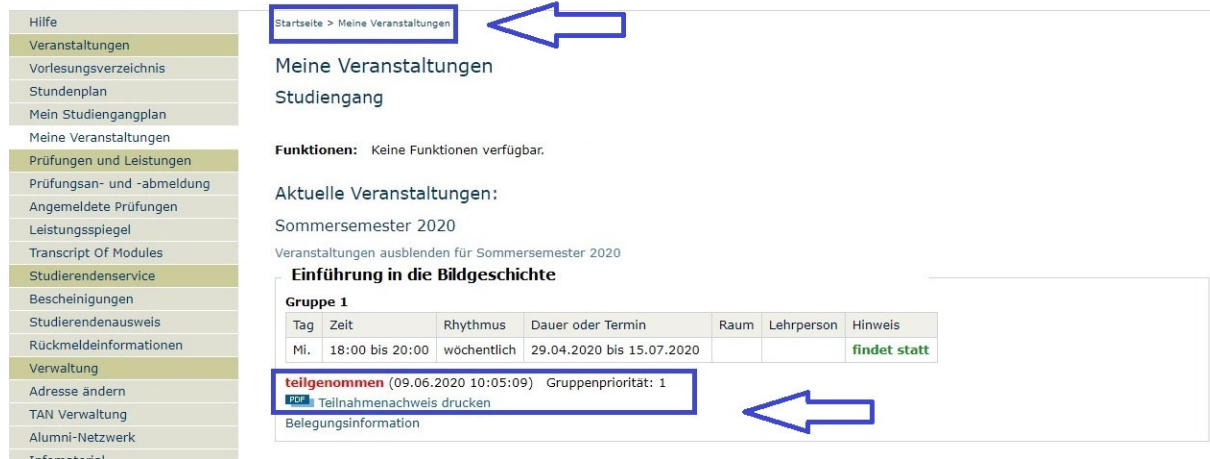 Hilfe
Veranstaltungen
Vorlesungsverzeichnis
Stundenplan
Mein Studiengangplan
Meine Veranstaltungen
Prüfungen und Leistungen
Prüfungsan- und -abmeldung
Angemeldete Prüfungen
Leistungsspiegel
Transcript Of Modules
Studierendenservice
Bescheinigungen
Studierendenausweis
Rückmeldeinformationen
Verwaltung
Adresse ändern
TAN Verwaltung
Alumni-Netzwerk
Infomaterial
Startseite > Meine Veranstaltungen
Meine Veranstaltungen
Studiengang
Funktionen: Keine Funktionen verfügbar.
Aktuelle Veranstaltungen:
Sommersemester 2020
Veranstaltungen ausblenden für Sommersemester 2020
Einführung in die Bildgeschichte
Gruppe 1
Tag Zeit Rhythmus Dauer oder Termin Raum Lehrperson Hinweis
Mi. 18:00 bis 20:00 wöchentlich 29.04.2020 bis 15.07.2020 findet statt
teilgenommen (09.06.2020 10:05:09) Gruppenpriorität: 1
PDF Teilnahmenachweis drucken
Belegungsinformation